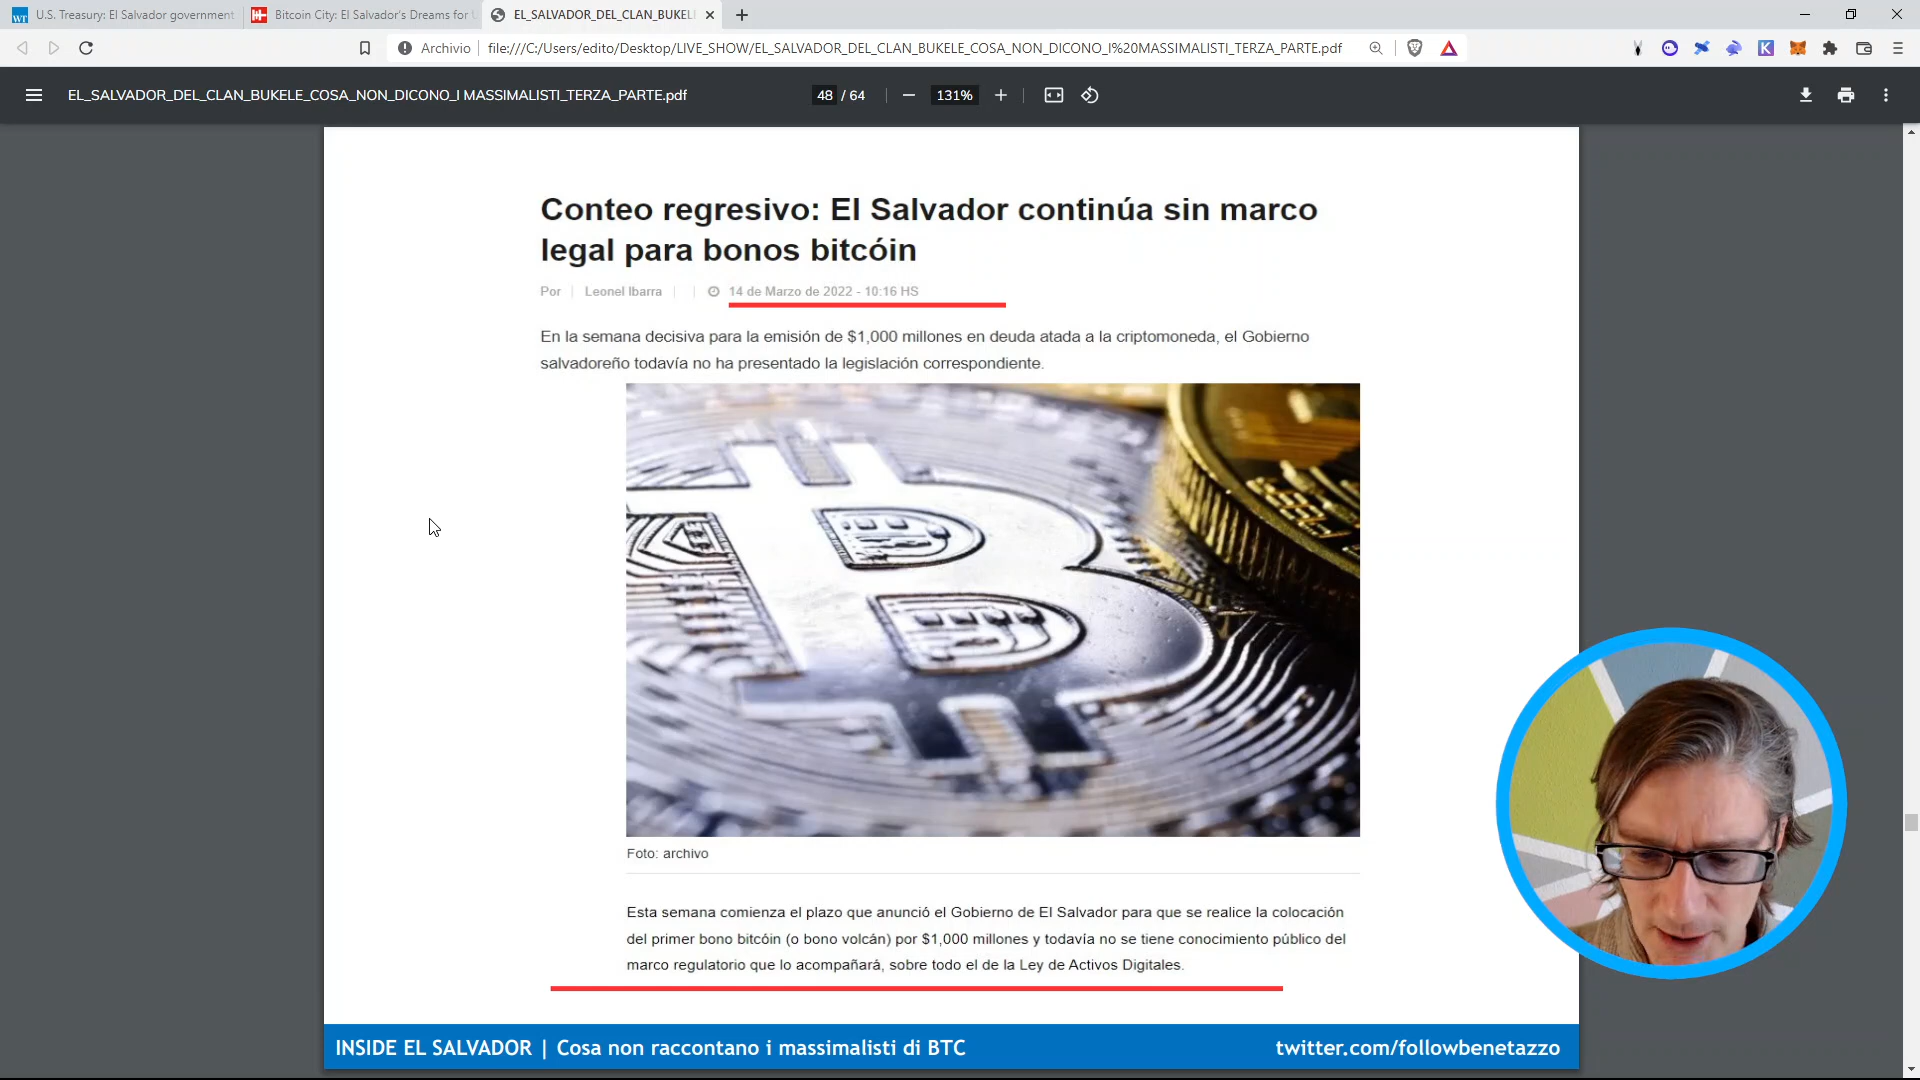 U.S. Treasury: El Salvador government
Bitcoin City: El Salvador's Dreams for
EL_SALVADOR_DEL_CLAN_BUKELE
Archivio
file:///C:/Users/edito/Desktop/LIVE_SHOW/EL_SALVADOR_DEL_CLAN_BUKELE_COSA_NON_DICONO_I%20MASSIMALISTI_TERZA_PARTE.pdf
EL_SALVADOR_DEL_CLAN_BUKELE_COSA_NON_DICONO_I MASSIMALISTI_TERZA_PARTE.pdf
48 / 64
131%
Conteo regresivo: El Salvador continúa sin marco
legal para bonos bitcóin
Por | Leonel Ibarra | | 14 de Marzo de 2022 - 10:16 HS
En la semana decisiva para la emisión de $1,000 millones en deuda atada a la criptomoneda, el Gobierno
salvadoreño todavía no ha presentado la legislación correspondiente.
Foto: archivo
Esta semana comienza el plazo que anunció el Gobierno de El Salvador para que se realice la colocación
del primer bono bitcóin (o bono volcán) por $1,000 millones y todavía no se tiene conocimiento público del
marco regulatorio que lo acompañará, sobre todo el de la Ley de Activos Digitales.
INSIDE EL SALVADOR | Cosa non raccontano i massimalisti di BTC
twitter.com/followbenetazzo